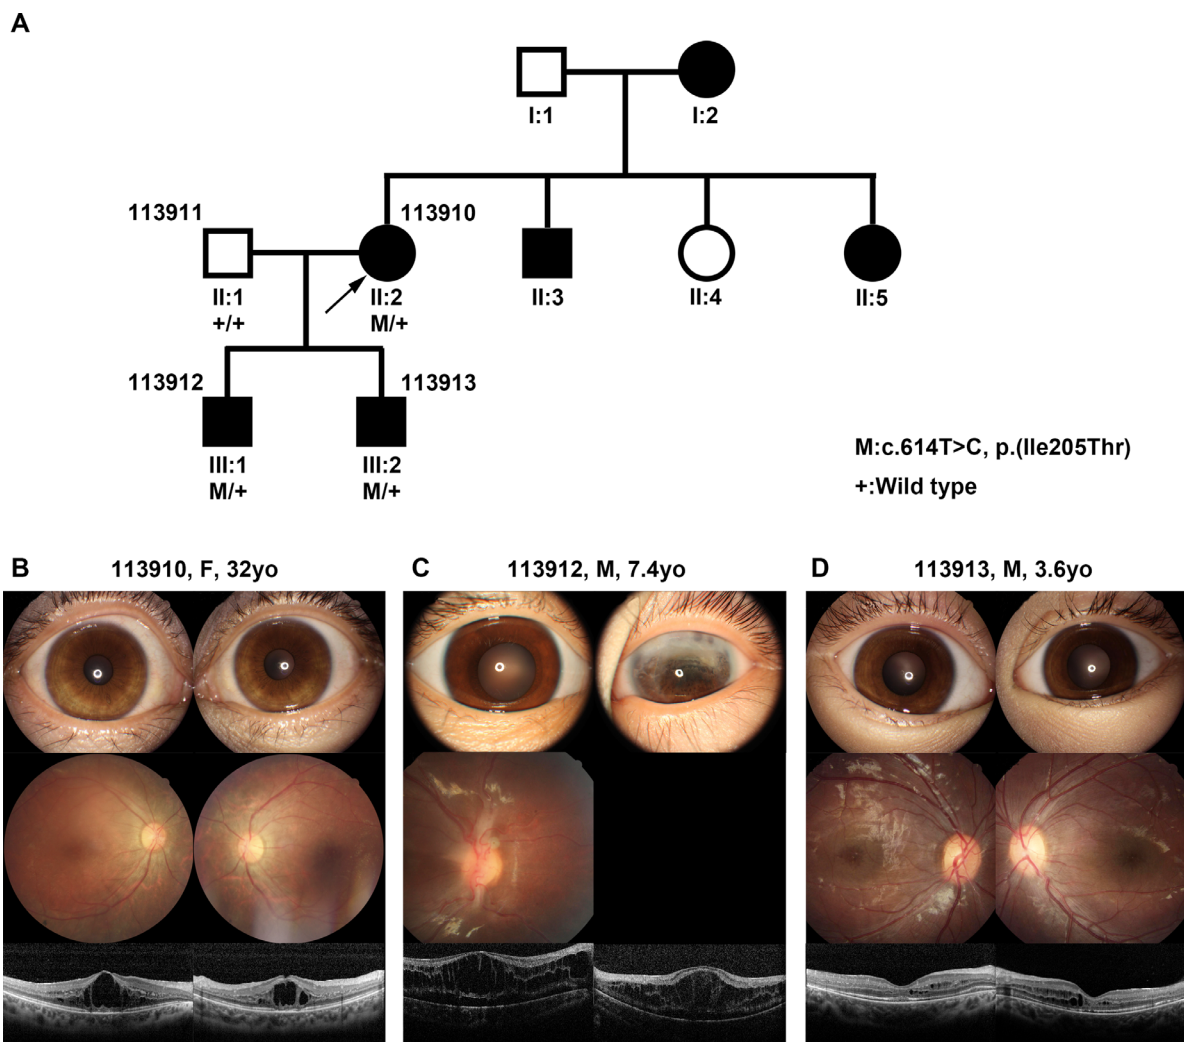 A
I:1
I:2
113911
113910
II:1
II:2
II:3
II:4
II:5
+/+
M/+
113912
113913
III:1
III:2
M/+
M/+
M:c.614T>C, p.(Ile205Thr)
+:Wild type
B
113910, F, 32yo
C
113912, M, 7.4yo
D
113913, M, 3.6yo